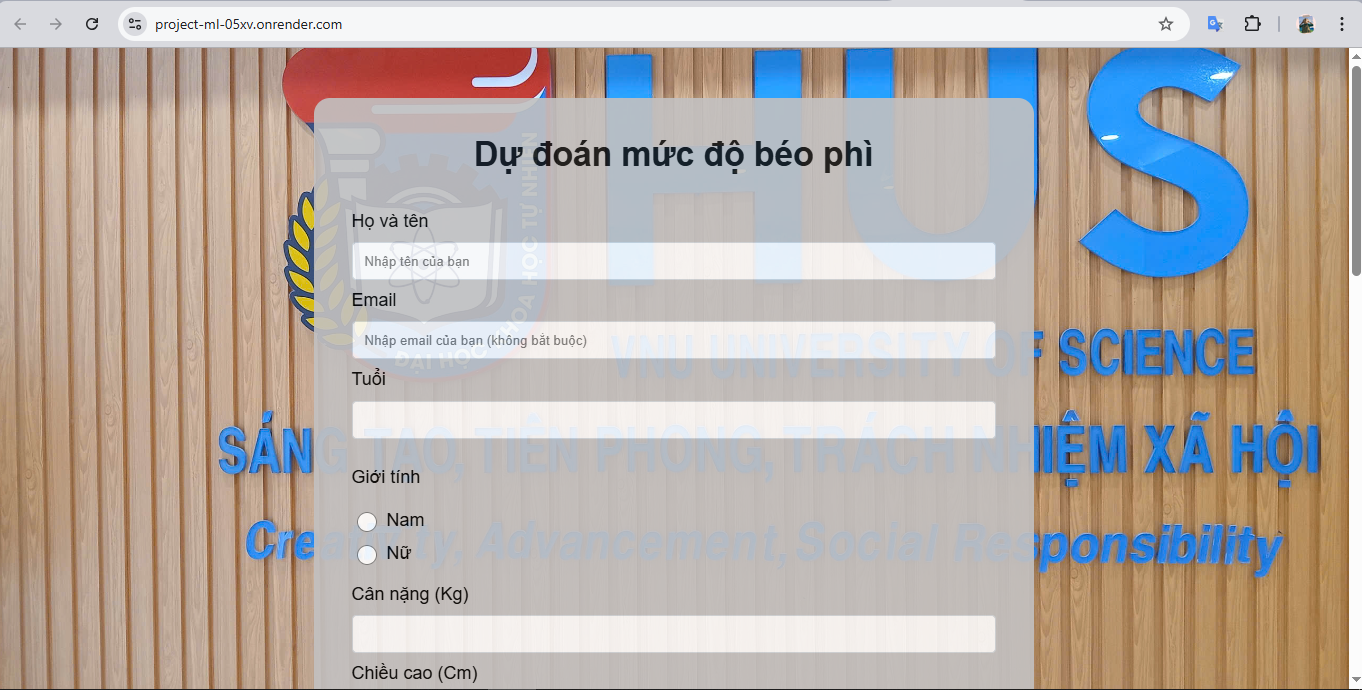 project-ml-05xv.onrender.com
HUS
Dự đoán mức độ béo phì
Họ và tên
Nhập tên của bạn
Email
Nhập email của bạn (không bắt buộc)
Tuổi
Giới tính
Nam
Nữ
Cân nặng (Kg)
Chiều cao (Cm)
ĐẠI HỌC KHOA HỌC TỰ NHIÊN
VNU UNIVERSITY OF SCIENCE
SÁNG TẠO, TIÊN PHONG, TRÁCH NHIỆM XÃ HỘI
Creativity, Advancement, Social Responsibility